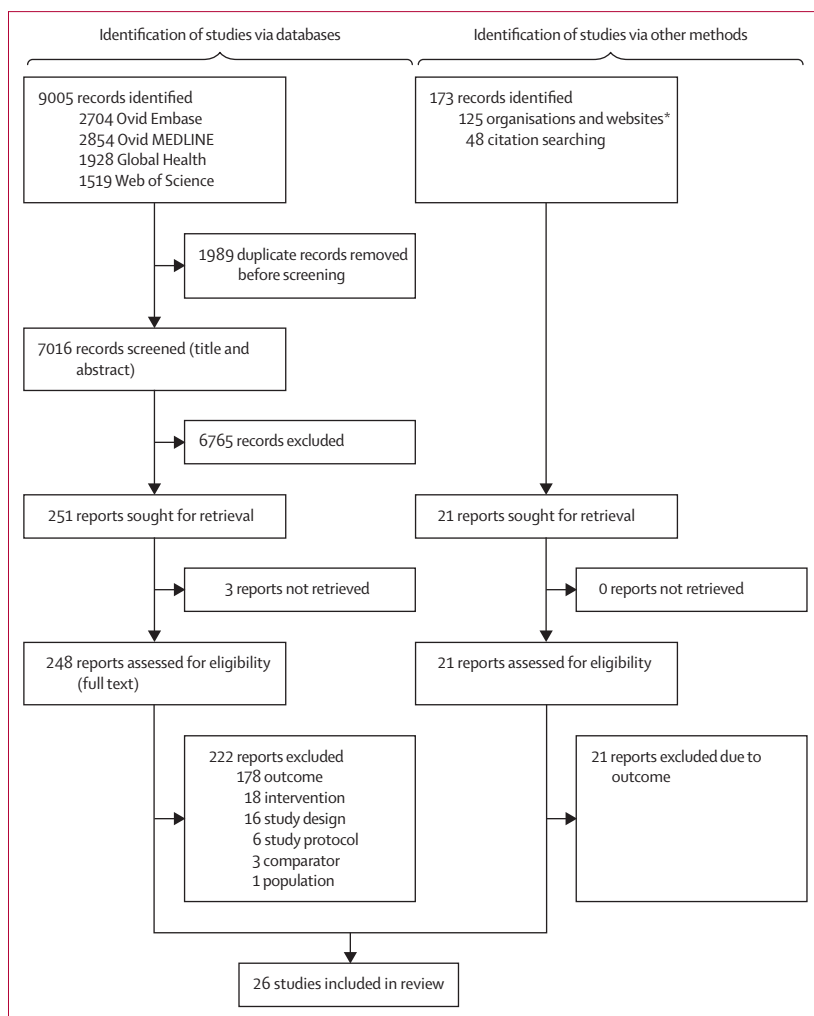 Identification of studies via databases
Identification of studies via other methods
9005 records identified
2704 Ovid Embase
2854 Ovid MEDLINE
1928 Global Health
1519 Web of Science
173 records identified
125 organisations and websites*
48 citation searching
1989 duplicate records removed
before screening
7016 records screened (title and
abstract)
6765 records excluded
251 reports sought for retrieval
21 reports sought for retrieval
3 reports not retrieved
0 reports not retrieved
248 reports assessed for eligibility
(full text)
21 reports assessed for eligibility
222 reports excluded
178 outcome
18 intervention
16 study design
6 study protocol
3 comparator
1 population
21 reports excluded due to
outcome
26 studies included in review